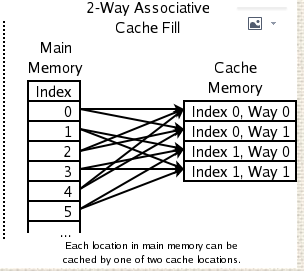 2-Way Associative
Cache Fill
Main
Memory
Index
0
1
2
3
4
5
...
Cache
Memory
Index 0, Way 0
Index 0, Way 1
Index 1, Way 0
Index 1, Way 1
Each location in main memory can be
cached by one of two cache locations.